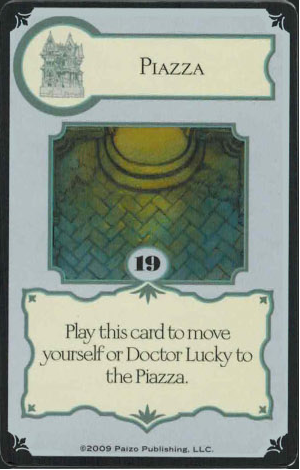 Piazza
19
Play this card to move
yourself or Doctor Lucky to
the Piazza.
©2009 Paizo Publishing, LLC.